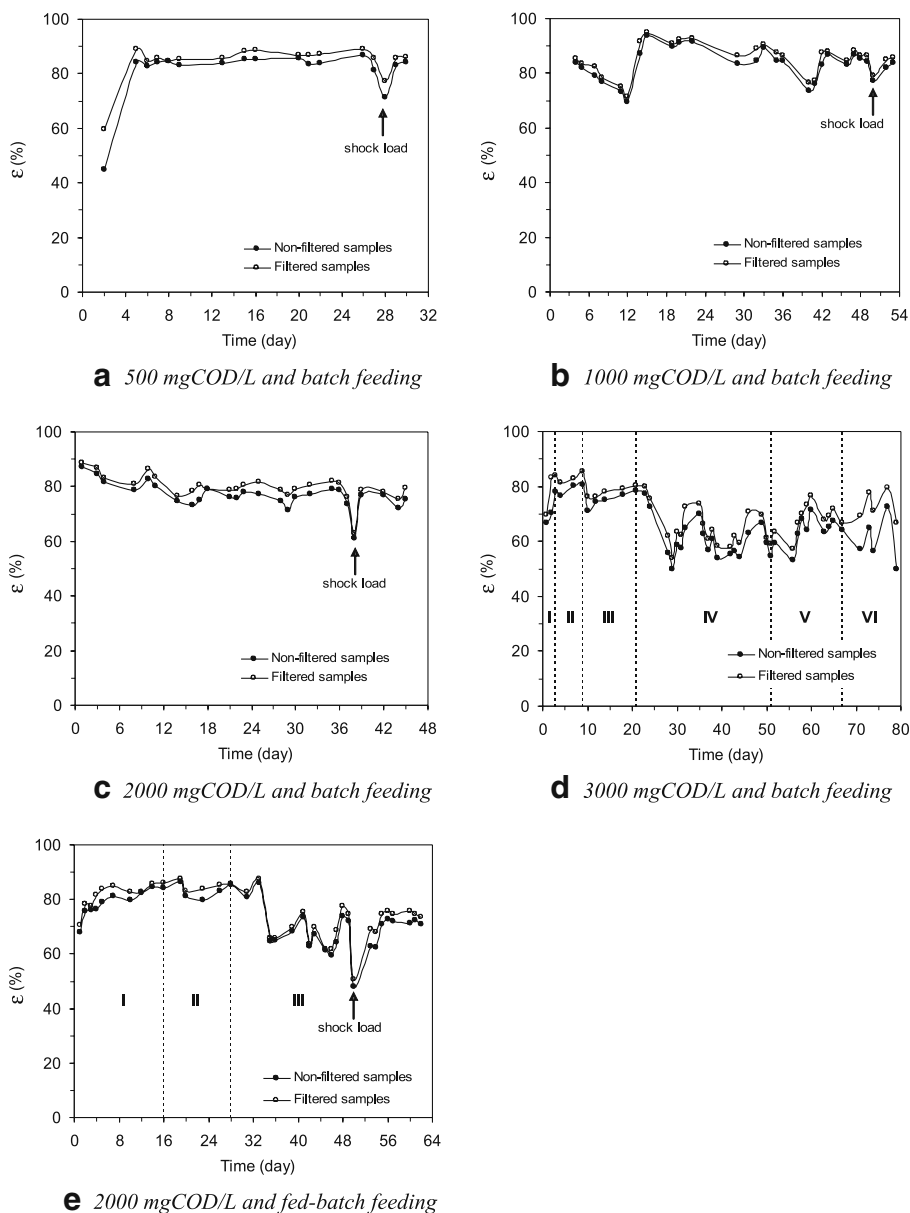 100
80
60
40
20
0
ε (%)
shock load
Non-filtered samples
Filtered samples
0 4 8 12 16 20 24 28 32
Time (day)
a 500 mgCOD/L and batch feeding
100
80
60
40
20
0
ε (%)
shock load
Non-filtered samples
Filtered samples
0 6 12 18 24 30 36 42 48 54
Time (day)
b 1000 mgCOD/L and batch feeding
100
80
60
40
20
0
ε (%)
shock load
Non-filtered samples
Filtered samples
0 6 12 18 24 30 36 42 48
Time (day)
c 2000 mgCOD/L and batch feeding
100
80
60
40
20
0
ε (%)
I II III IV V VI
Non-filtered samples
Filtered samples
0 10 20 30 40 50 60 70 80
Time (day)
d 3000 mgCOD/L and batch feeding
100
80
60
40
20
0
ε (%)
I II III
shock load
Non-filtered samples
Filtered samples
0 8 16 24 32 40 48 56 64
Time (day)
e 2000 mgCOD/L and fed-batch feeding